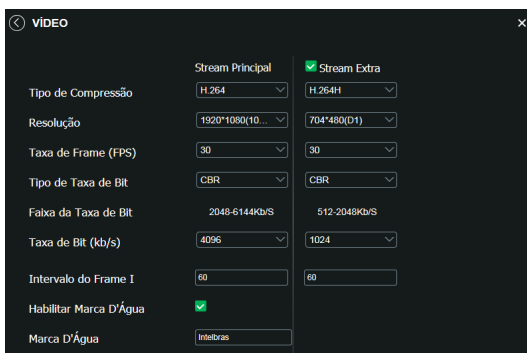 VÍDEO
Stream Principal Stream Extra
Tipo de Compressão H.264 H.264H
Resolução 1920*1080(10... 704*480(D1)
Taxa de Frame (FPS) 30 30
Tipo de Taxa de Bit CBR CBR
Faixa da Taxa de Bit 2048-6144Kb/S 512-2048Kb/S
Taxa de Bit (kb/s) 4096 1024
Intervalo do Frame I 60 60
Habilitar Marca D'Água
Marca D'Água Intelbras